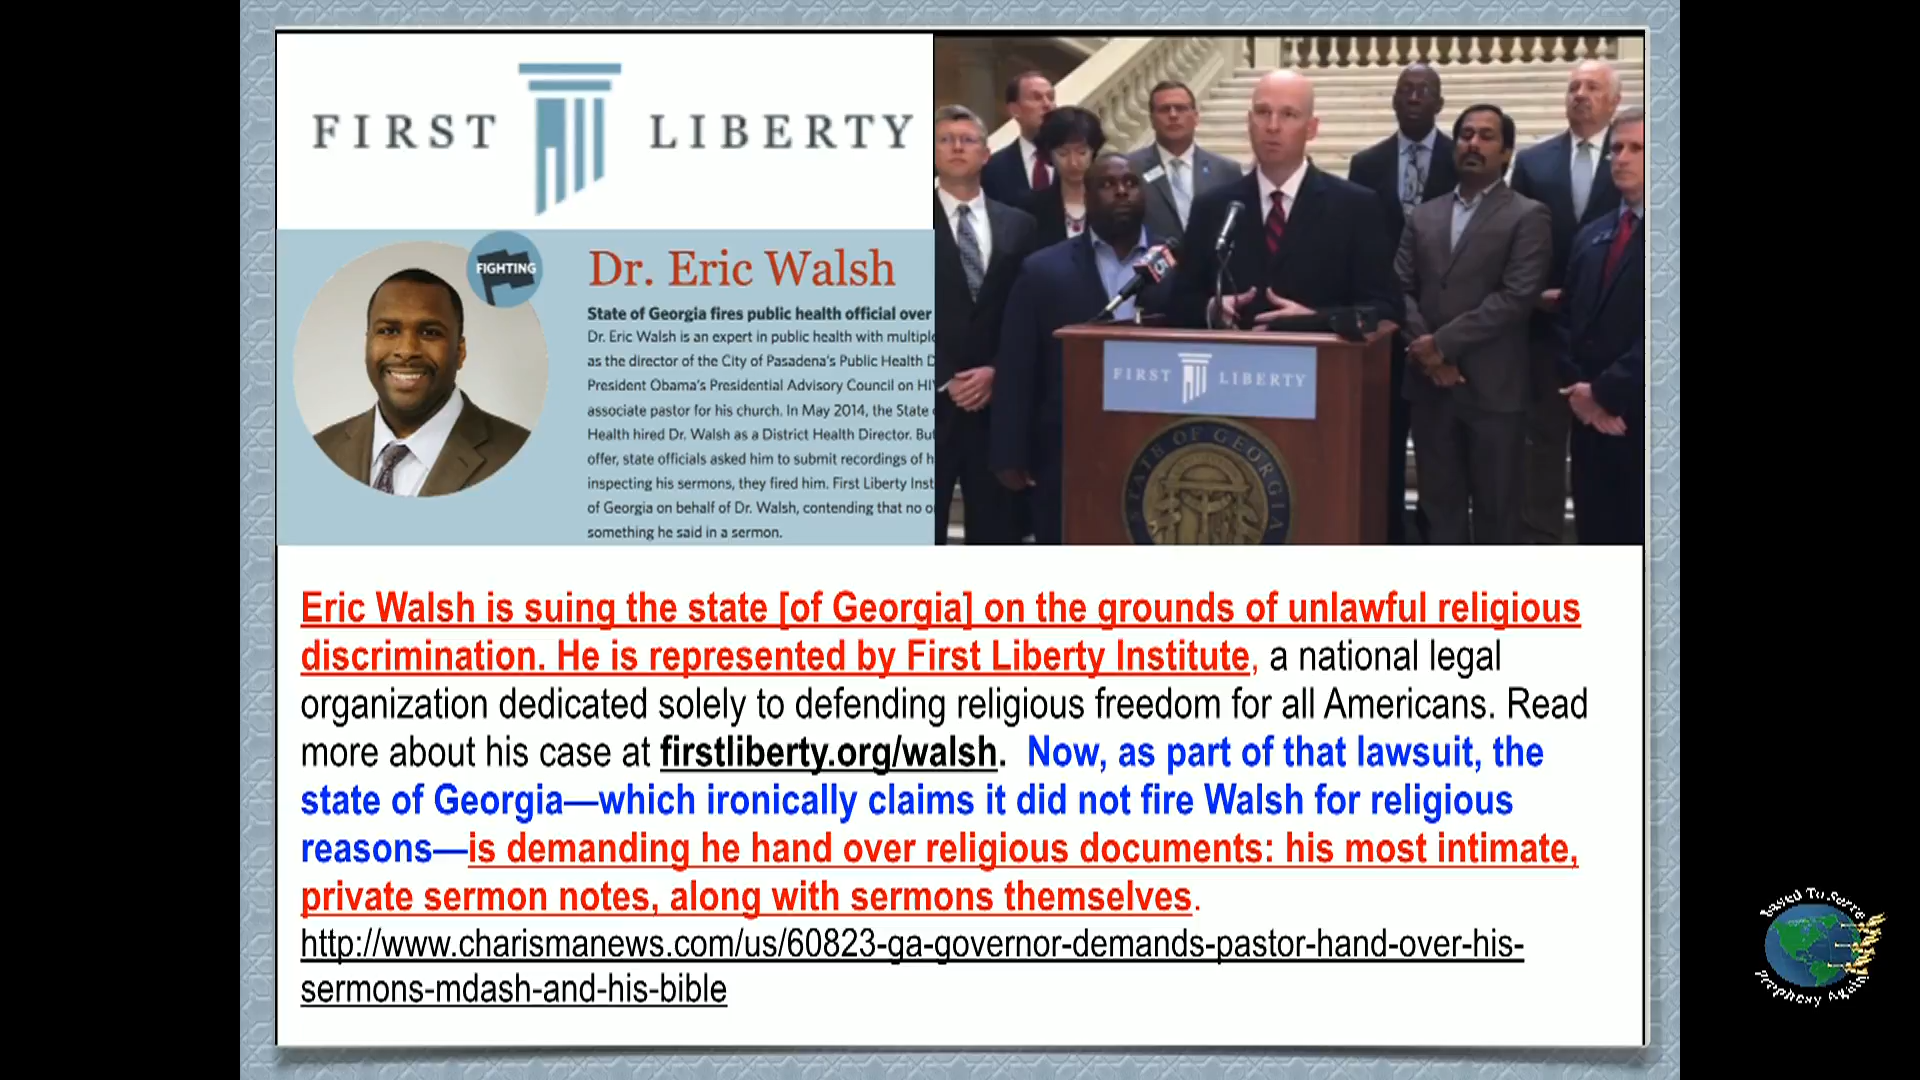 FIRST LIBERTY
FIGHTING
Dr. Eric Walsh
State of Georgia fires public health official over
Dr. Eric Walsh is an expert in public health with multiple
as the director of the City of Pasadena's Public Health D
President Obama's Presidential Advisory Council on HI
associate pastor for his church. In May 2014, the State
Health hired Dr. Walsh as a District Health Director. But
offer, state officials asked him to submit recordings of h
inspecting his sermons, they fired him. First Liberty Inst
of Georgia on behalf of Dr. Walsh, contending that no o
something he said in a sermon.
5
FIRST LIBERTY
STATE OF GEORGIA
Eric Walsh is suing the state [of Georgia] on the grounds of unlawful religious
discrimination. He is represented by First Liberty Institute, a national legal
organization dedicated solely to defending religious freedom for all Americans. Read
more about his case at firstliberty.org/walsh. Now, as part of that lawsuit, the
state of Georgia—which ironically claims it did not fire Walsh for religious
reasons—is demanding he hand over religious documents: his most intimate,
private sermon notes, along with sermons themselves.
http://www.charismanews.com/us/60823-ga-governor-demands-pastor-hand-over-his-
sermons-mdash-and-his-bible
To
prophecy Again